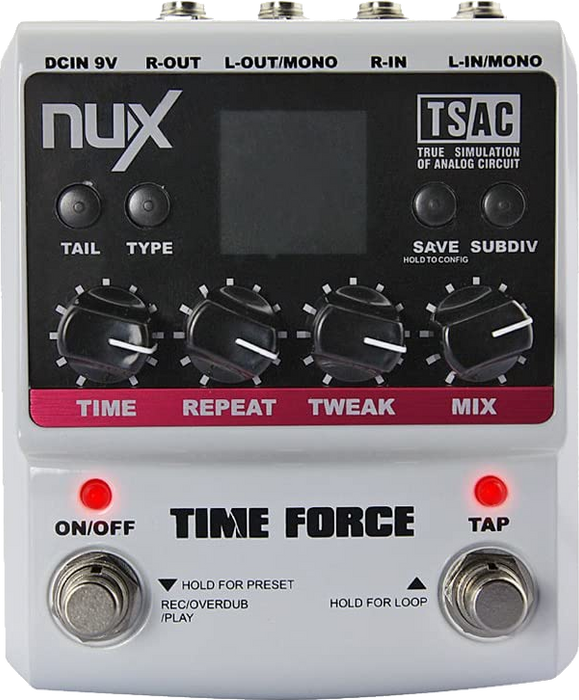 DCIN 9V R-OUT L-OUT/MONO R-IN L-IN/MONO
nuX
TSAC
TRUE SIMULATION
OF ANALOG CIRCUIT
TAIL TYPE
SAVE SUBDIV
HOLD TO CONFIG
TIME REPEAT TWEAK MIX
ON/OFF TIME FORCE TAP
▼ HOLD FOR PRESET
REC/OVERDUB
/PLAY
▲
HOLD FOR LOOP